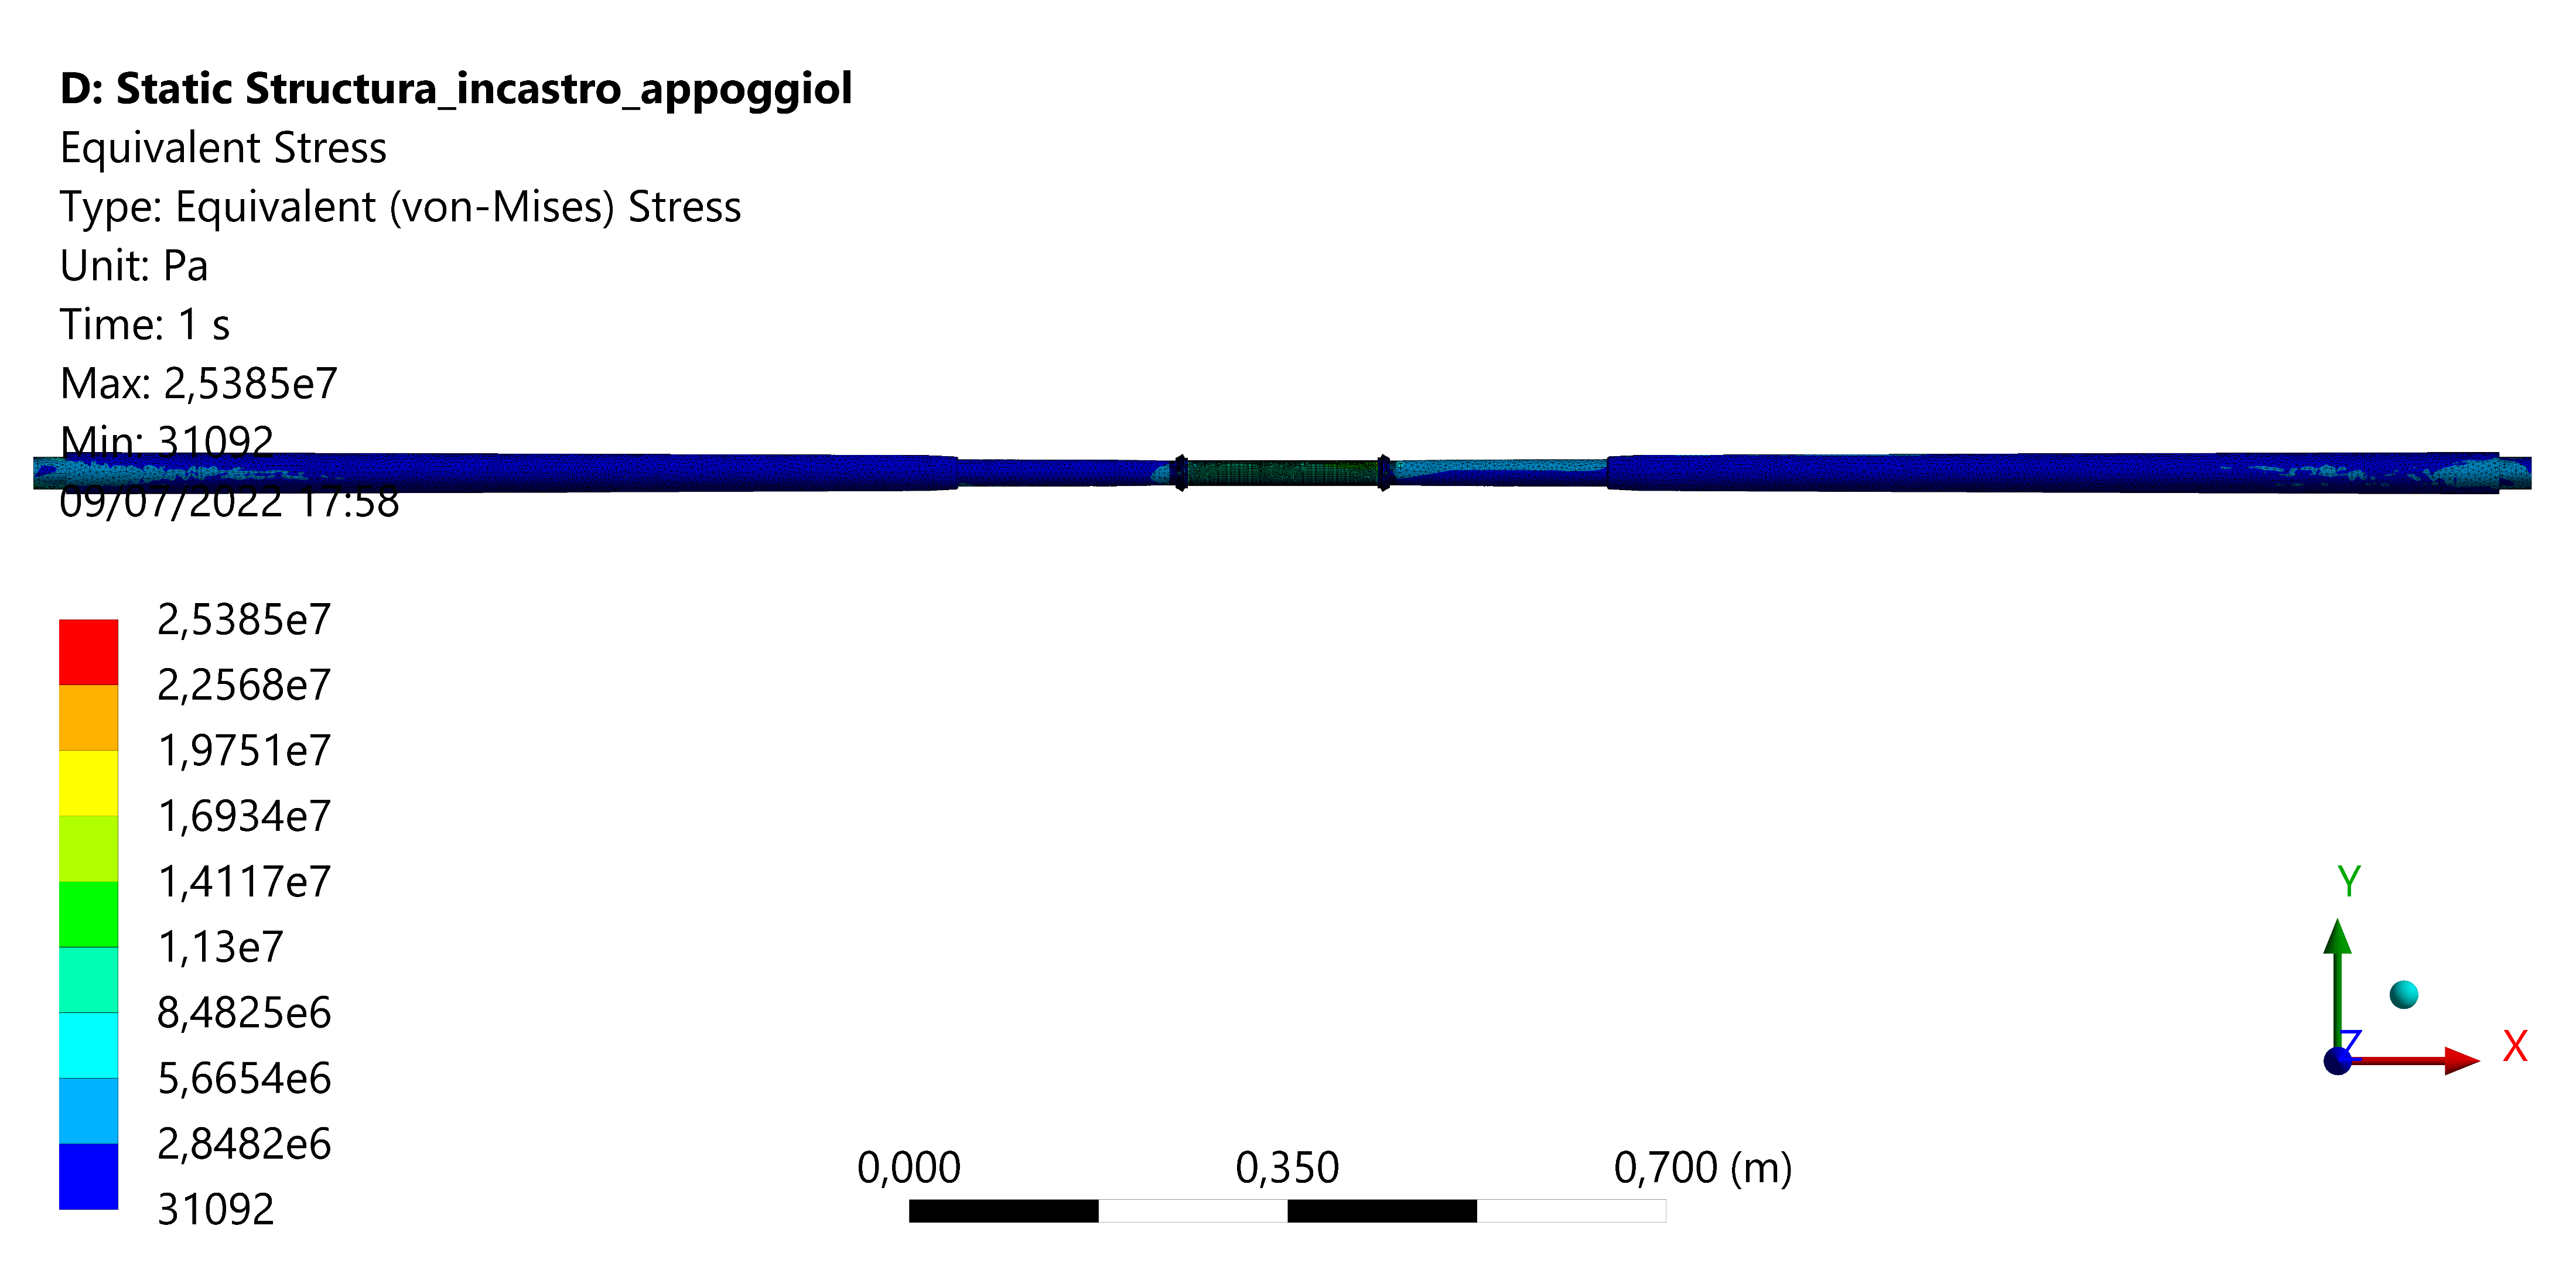 D: Static Structura_incastro_appoggiol
Equivalent Stress
Type: Equivalent (von-Mises) Stress
Unit: Pa
Time: 1 s
Max: 2,5385e7
Min: 31092
09/07/2022 17:58
2,5385e7
2,2568e7
1,9751e7
1,6934e7
1,4117e7
1,13e7
8,4825e6
5,6654e6
2,8482e6
31092
0,000 0,350 0,700 (m)
Y
Z X